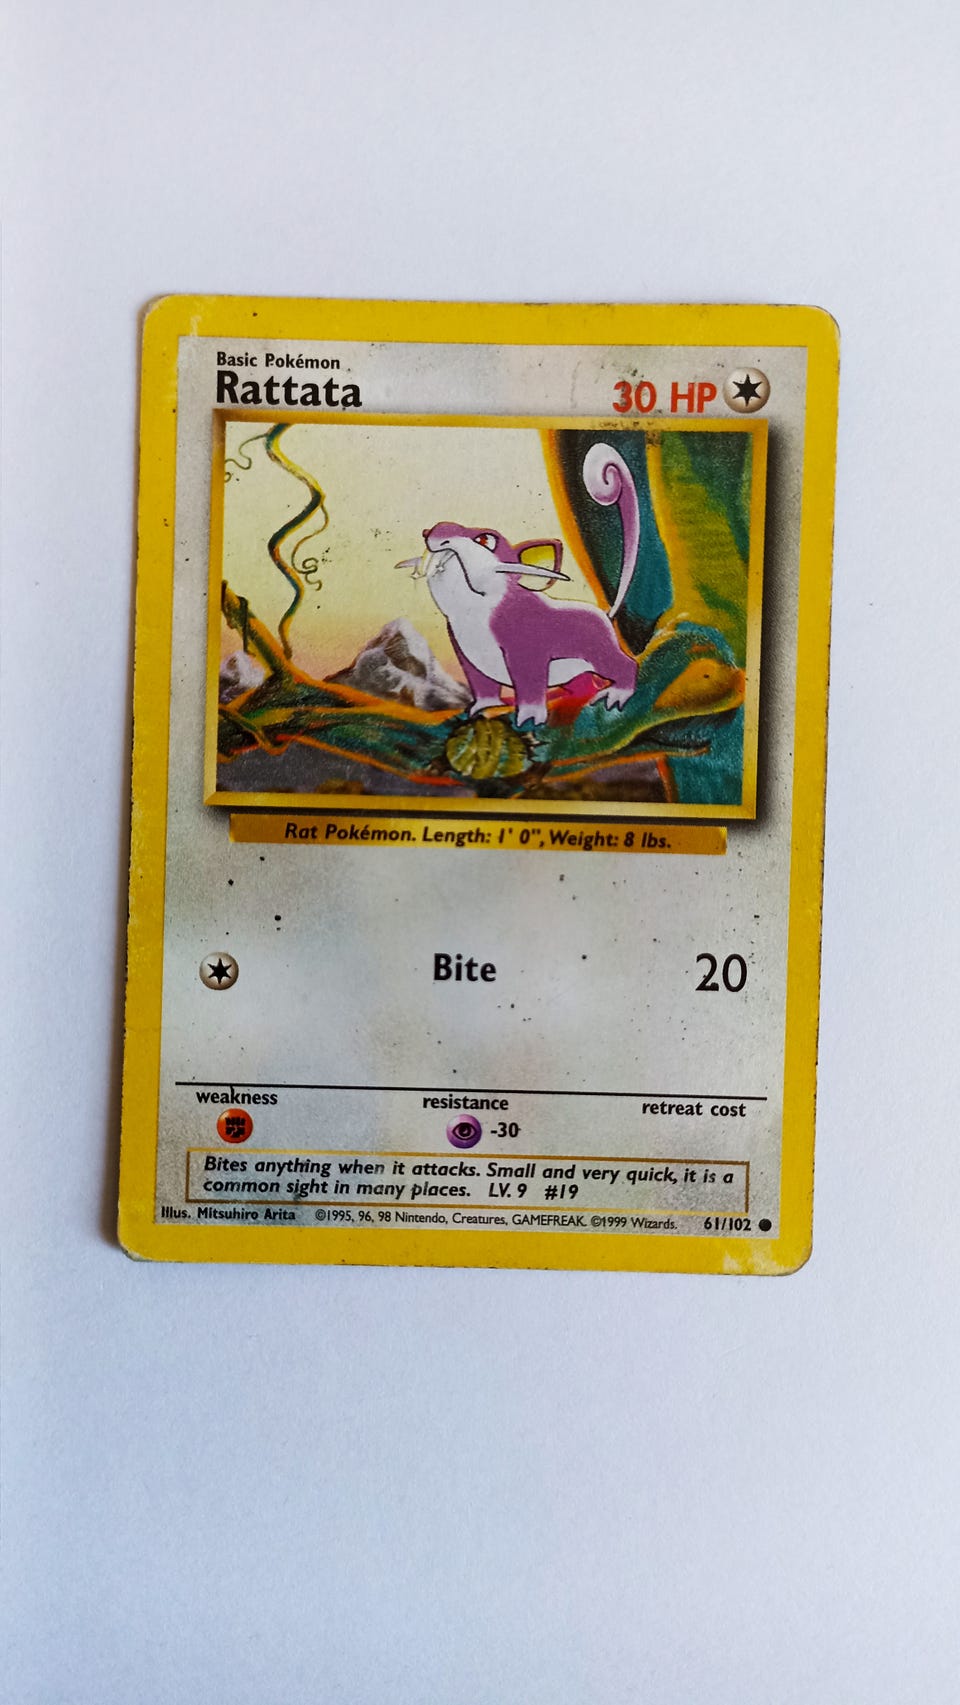 Basic Pokémon
Rattata 30 HP
Rat Pokémon. Length: 1' 0", Weight: 8 lbs.
Bite 20
weakness resistance retreat cost
-30
Bites anything when it attacks. Small and very quick, it is a
common sight in many places. LV. 9 #19
Illus. Mitsuhiro Arita ©1995, 96, 98 Nintendo, Creatures, GAMEFREAK. ©1999 Wizards. 61/102